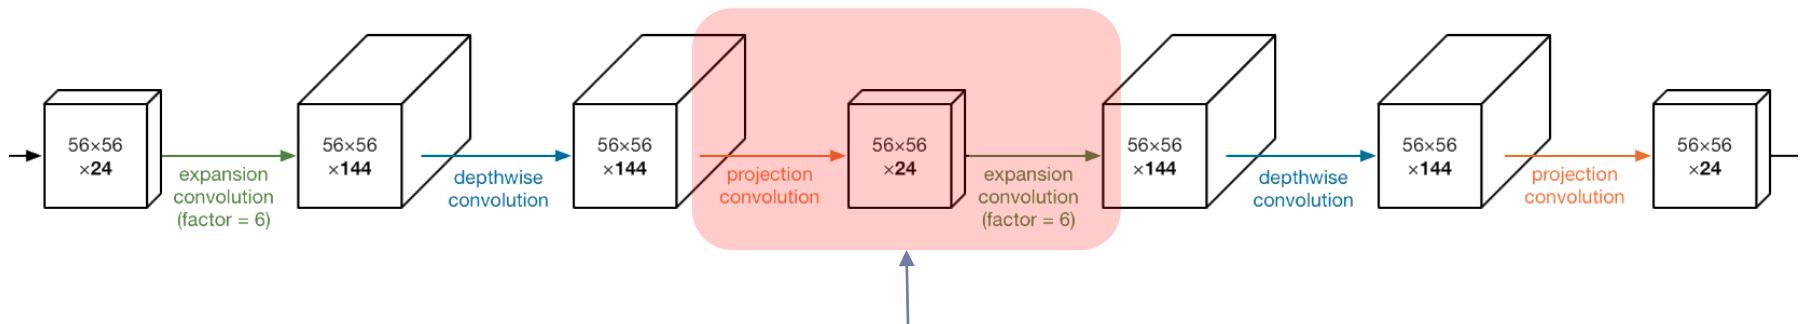 56×56
×24
expansion
convolution
(factor = 6)
56×56
×144
depthwise
convolution
56×56
×144
projection
convolution
56×56
×24
expansion
convolution
(factor = 6)
56×56
×144
depthwise
convolution
56×56
×144
projection
convolution
56×56
×24